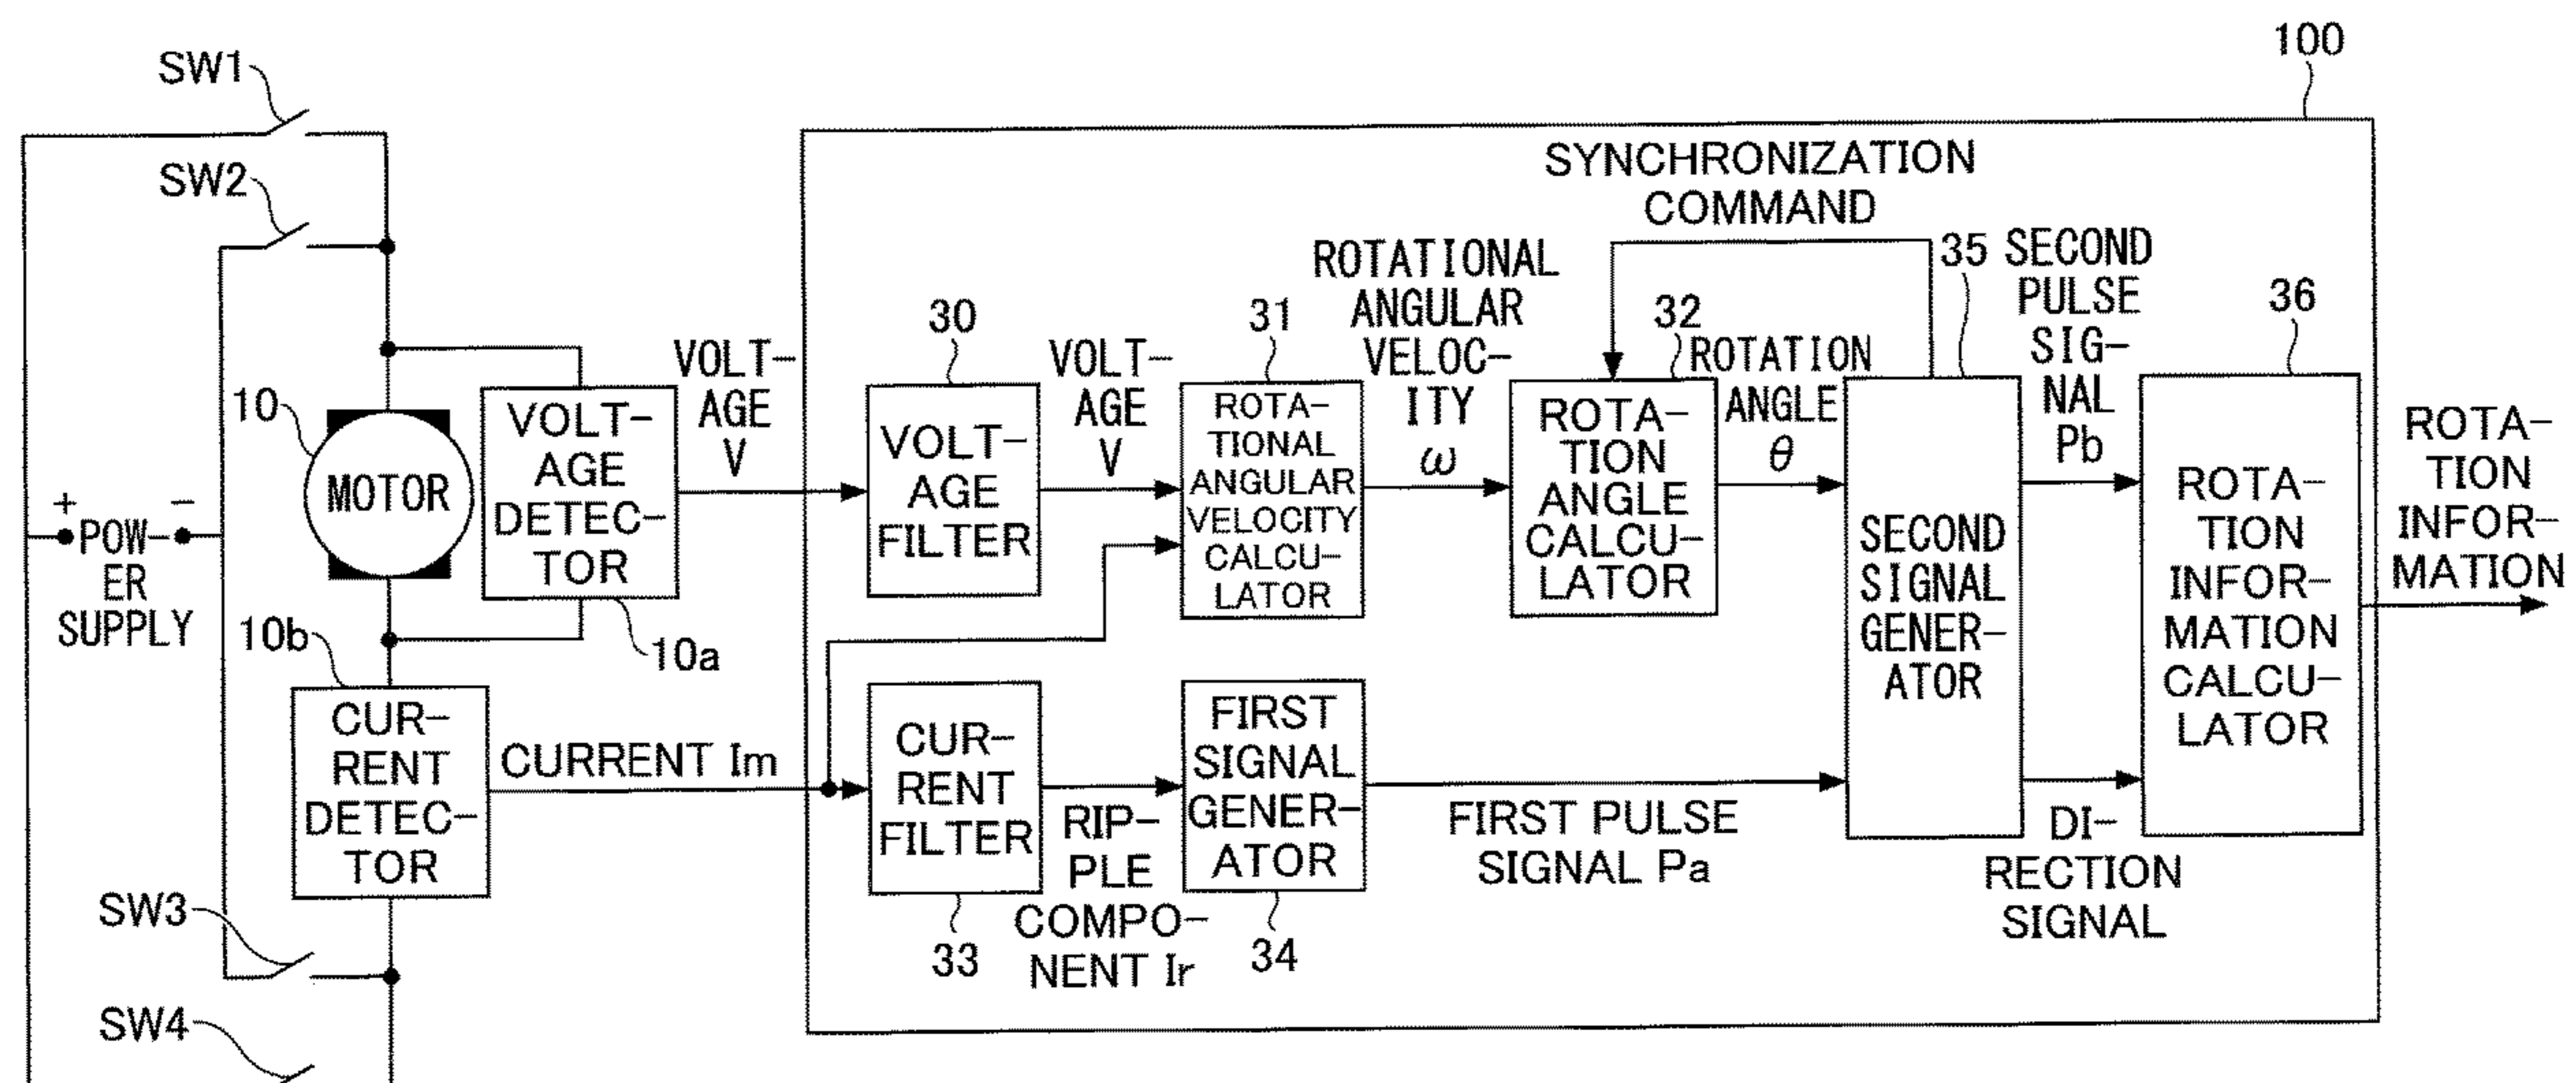 100
SW1
SW2
SYNCHRONIZATION
COMMAND
ROTATIONAL
ANGULAR
VELOC-
ITY
ω
35
SECOND
PULSE
SIG-
NAL
Pb
36
30
31
32
ROTATION
ANGLE
θ
VOLT-
AGE
V
VOLT-
AGE
V
10
MOTOR
VOLT-
AGE
DETEC-
TOR
10a
VOLT-
AGE
FILTER
ROTA-
TIONAL
ANGULAR
VELOCITY
CALCU-
LATOR
ROTA-
TION
ANGLE
CALCU-
LATOR
SECOND
SIGNAL
GENER-
ATOR
ROTA-
TION
INFOR-
MATION
CALCU-
LATOR
ROTA-
TION
INFOR-
MATION
+ -
POW-
ER
SUPPLY
10b
CUR-
RENT
DETEC-
TOR
CURRENT Im
CUR-
RENT
FILTER
33
RIP-
PLE
COMPO-
NENT Ir
FIRST
SIGNAL
GENER-
ATOR
34
FIRST PULSE
SIGNAL Pa
DI-
RECTION
SIGNAL
SW3
SW4